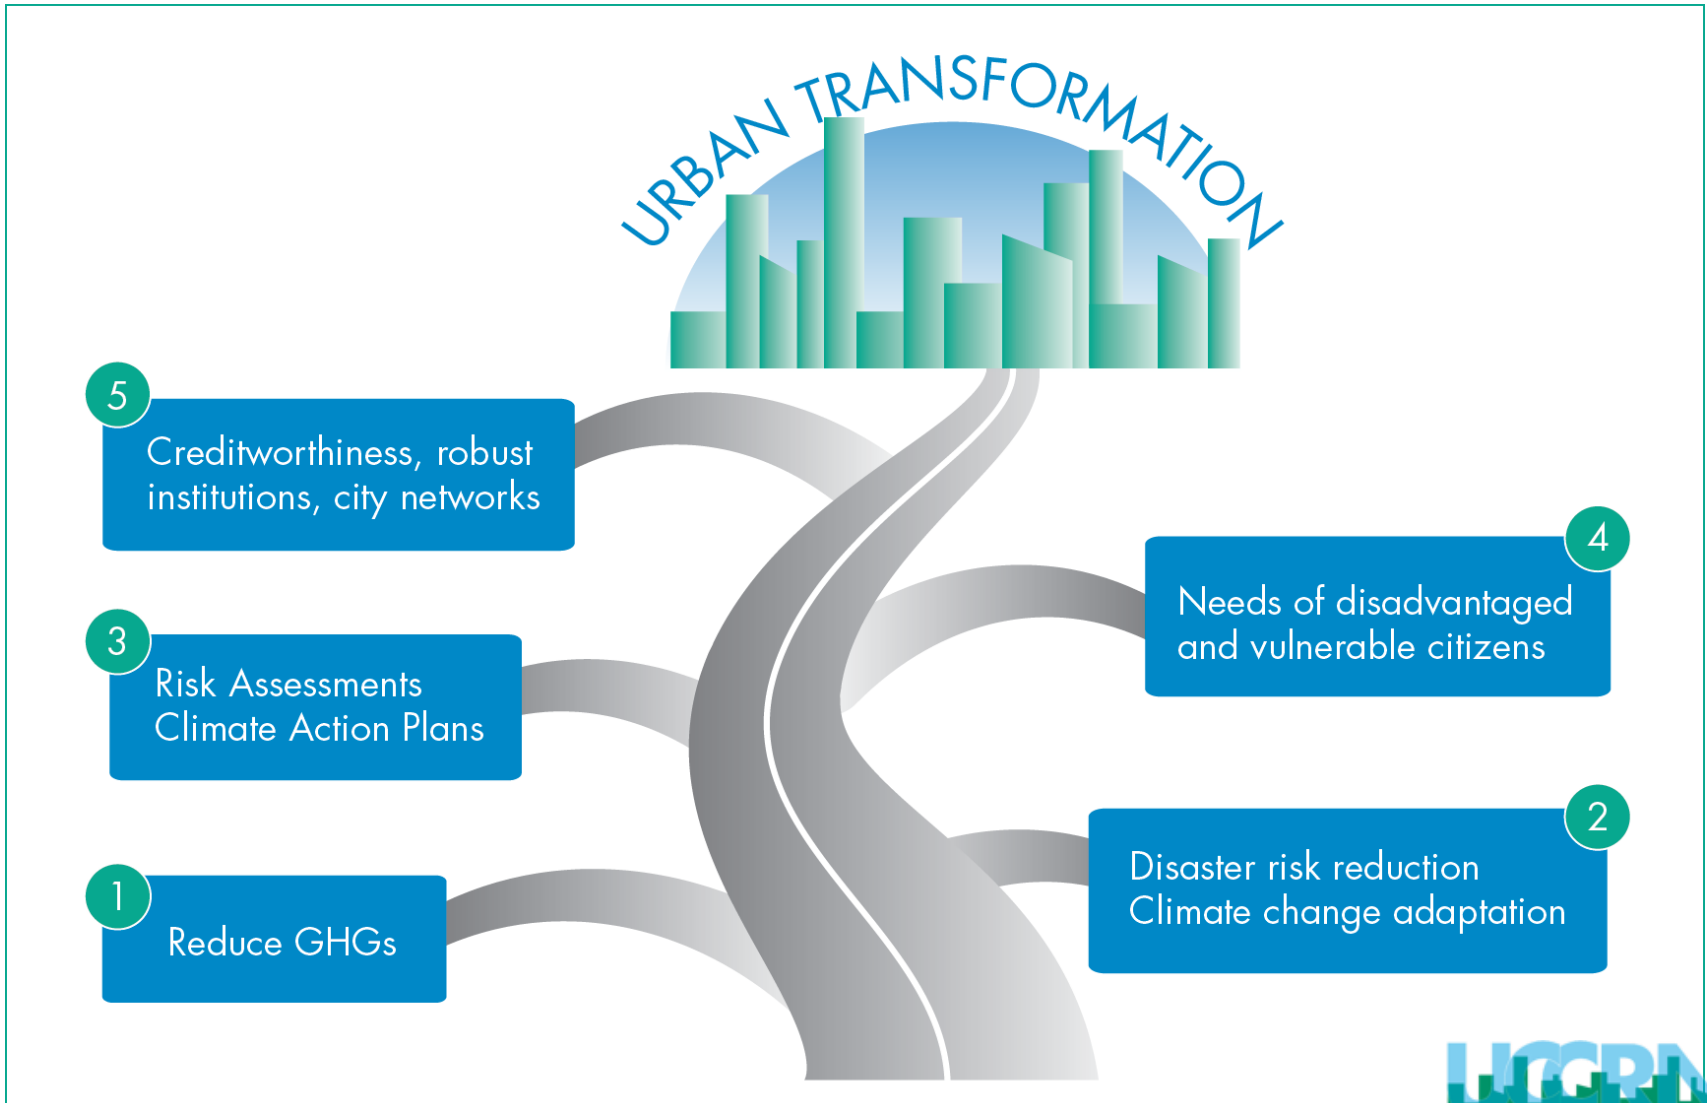 URBAN TRANSFORMATION
5
Creditworthiness, robust
institutions, city networks
4
Needs of disadvantaged
and vulnerable citizens
3
Risk Assessments
Climate Action Plans
2
Disaster risk reduction
Climate change adaptation
1
Reduce GHGs
UCCRN